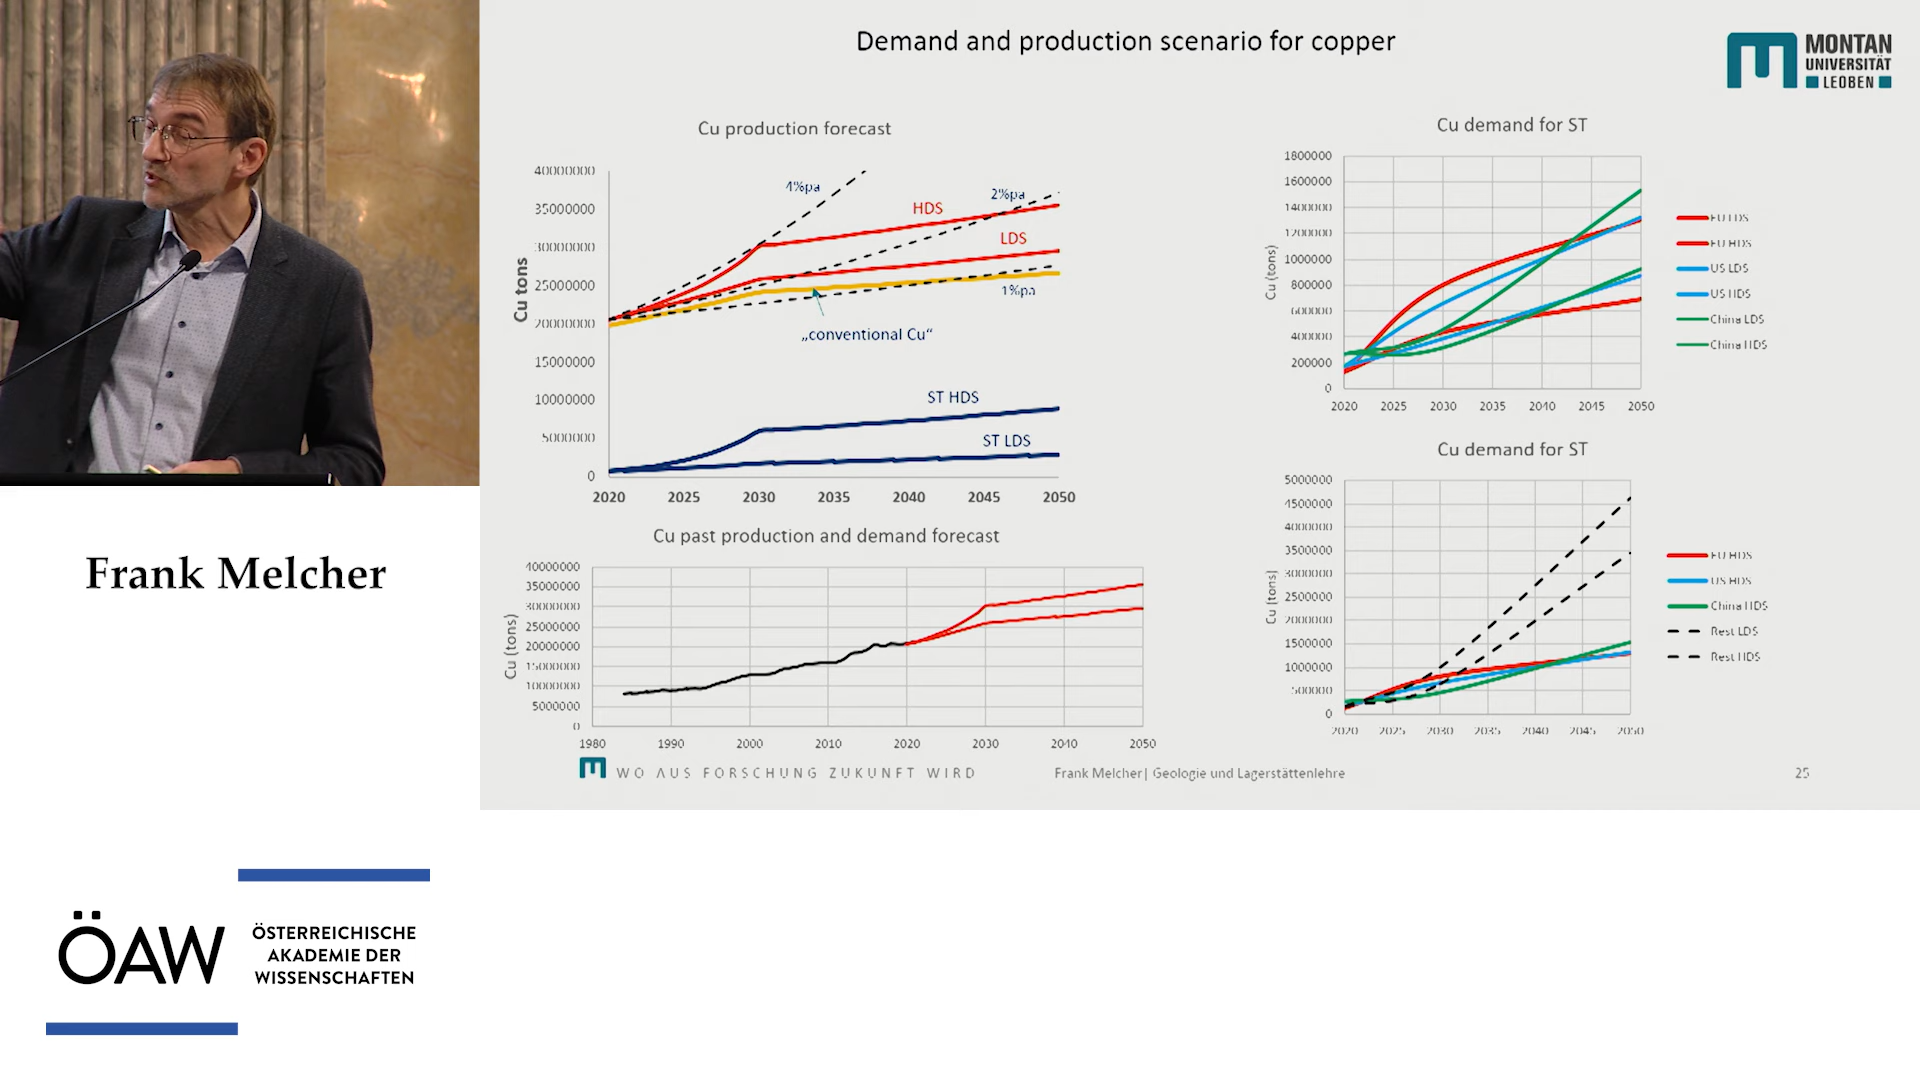 Demand and production scenario for copper
MONTAN
UNIVERSITÄT
LEOBEN
Cu production forecast
Cu tons
40000000
35000000
30000000
25000000
20000000
15000000
10000000
5000000
0
2020 2025 2030 2035 2040 2045 2050
4%pa
2%pa
HDS
LDS
1%pa
„conventional Cu“
ST HDS
ST LDS
Cu past production and demand forecast
Cu (tons)
40000000
35000000
30000000
25000000
20000000
15000000
10000000
5000000
0
1980 1990 2000 2010 2020 2030 2040 2050
Cu demand for ST
Cu (tons)
1800000
1600000
1400000
1200000
1000000
800000
600000
400000
200000
0
2020 2025 2030 2035 2040 2045 2050
EU LDS
EU HDS
US LDS
US HDS
China LDS
China HDS
Cu demand for ST
Cu (tons)
5000000
4500000
4000000
3500000
3000000
2500000
2000000
1500000
1000000
500000
0
2020 2025 2030 2035 2040 2045 2050
EU HDS
US HDS
China HDS
Rest LDS
Rest HDS
WO AUS FORSCHUNG ZUKUNFT WIRD
Frank Melcher| Geologie und Lagerstättenlehre
25
Frank Melcher
ÖAW
ÖSTERREICHISCHE
AKADEMIE DER
WISSENSCHAFTEN